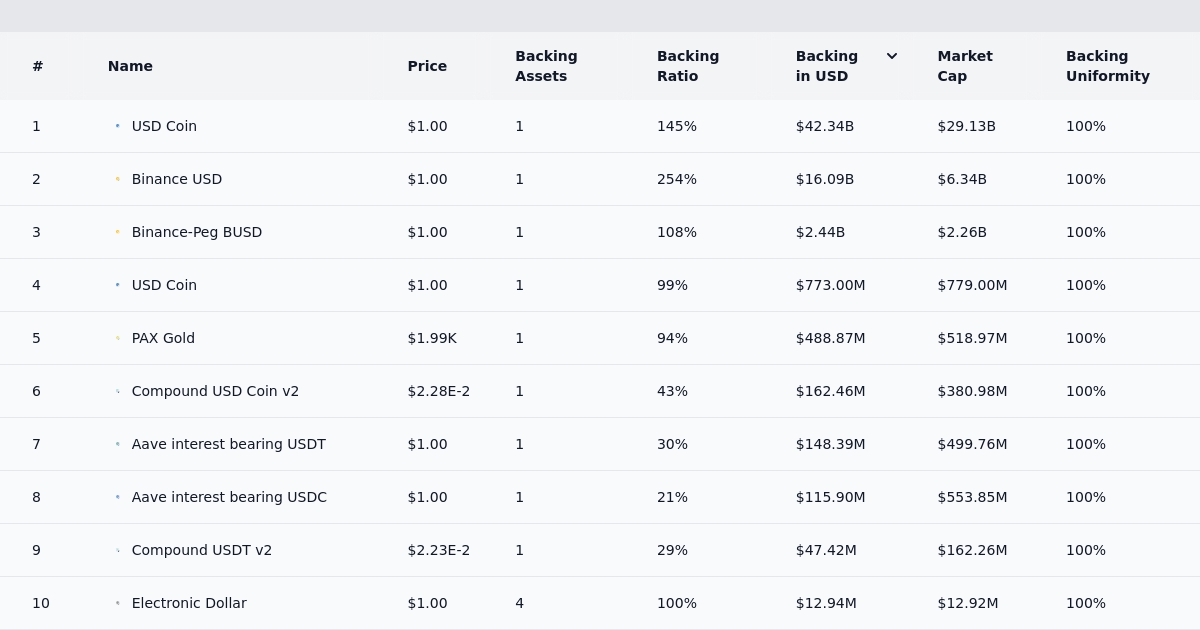 # Name Price Backing Assets Backing Ratio Backing in USD Market Cap Backing Uniformity
1 USD Coin $1.00 1 145% $42.34B $29.13B 100%
2 Binance USD $1.00 1 254% $16.09B $6.34B 100%
3 Binance-Peg BUSD $1.00 1 108% $2.44B $2.26B 100%
4 USD Coin $1.00 1 99% $773.00M $779.00M 100%
5 PAX Gold $1.99K 1 94% $488.87M $518.97M 100%
6 Compound USD Coin v2 $2.28E-2 1 43% $162.46M $380.98M 100%
7 Aave interest bearing USDT $1.00 1 30% $148.39M $499.76M 100%
8 Aave interest bearing USDC $1.00 1 21% $115.90M $553.85M 100%
9 Compound USDT v2 $2.23E-2 1 29% $47.42M $162.26M 100%
10 Electronic Dollar $1.00 4 100% $12.94M $12.92M 100%